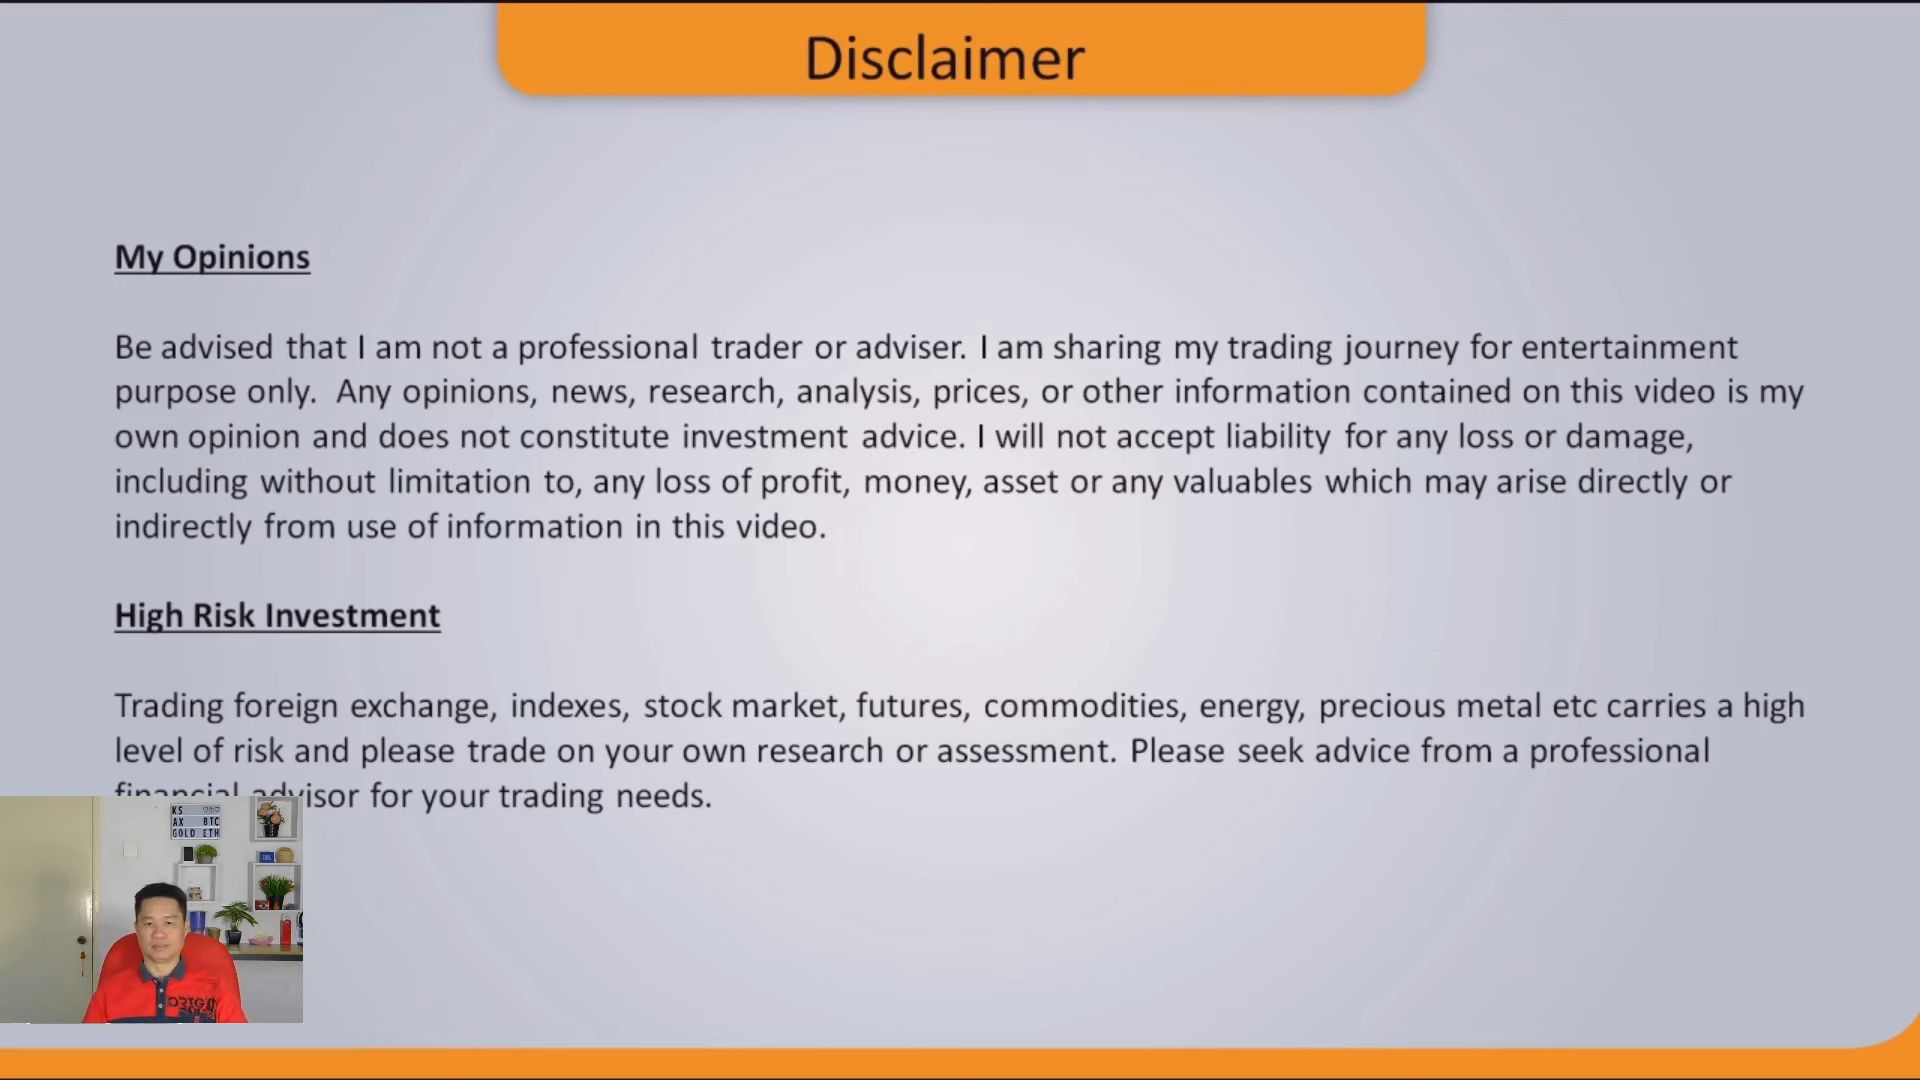 Disclaimer
My Opinions
Be advised that I am not a professional trader or adviser. I am sharing my trading journey for entertainment
purpose only. Any opinions, news, research, analysis, prices, or other information contained on this video is my
own opinion and does not constitute investment advice. I will not accept liability for any loss or damage,
including without limitation to, any loss of profit, money, asset or any valuables which may arise directly or
indirectly from use of information in this video.
High Risk Investment
Trading foreign exchange, indexes, stock market, futures, commodities, energy, precious metal etc carries a high
level of risk and please trade on your own research or assessment. Please seek advice from a professional
financial advisor for your trading needs.
KS
AX BTC
GOLD ETH